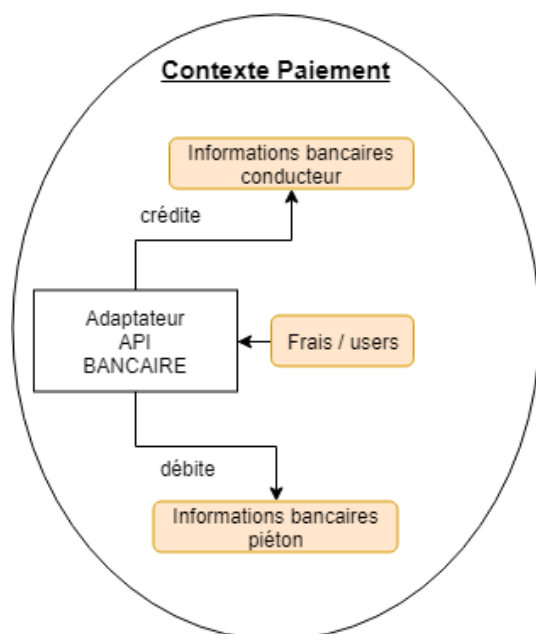 Contexte Paiement
Informations bancaires
conducteur
crédite
Adaptateur
API
BANCAIRE
Frais / users
débite
Informations bancaires
piéton